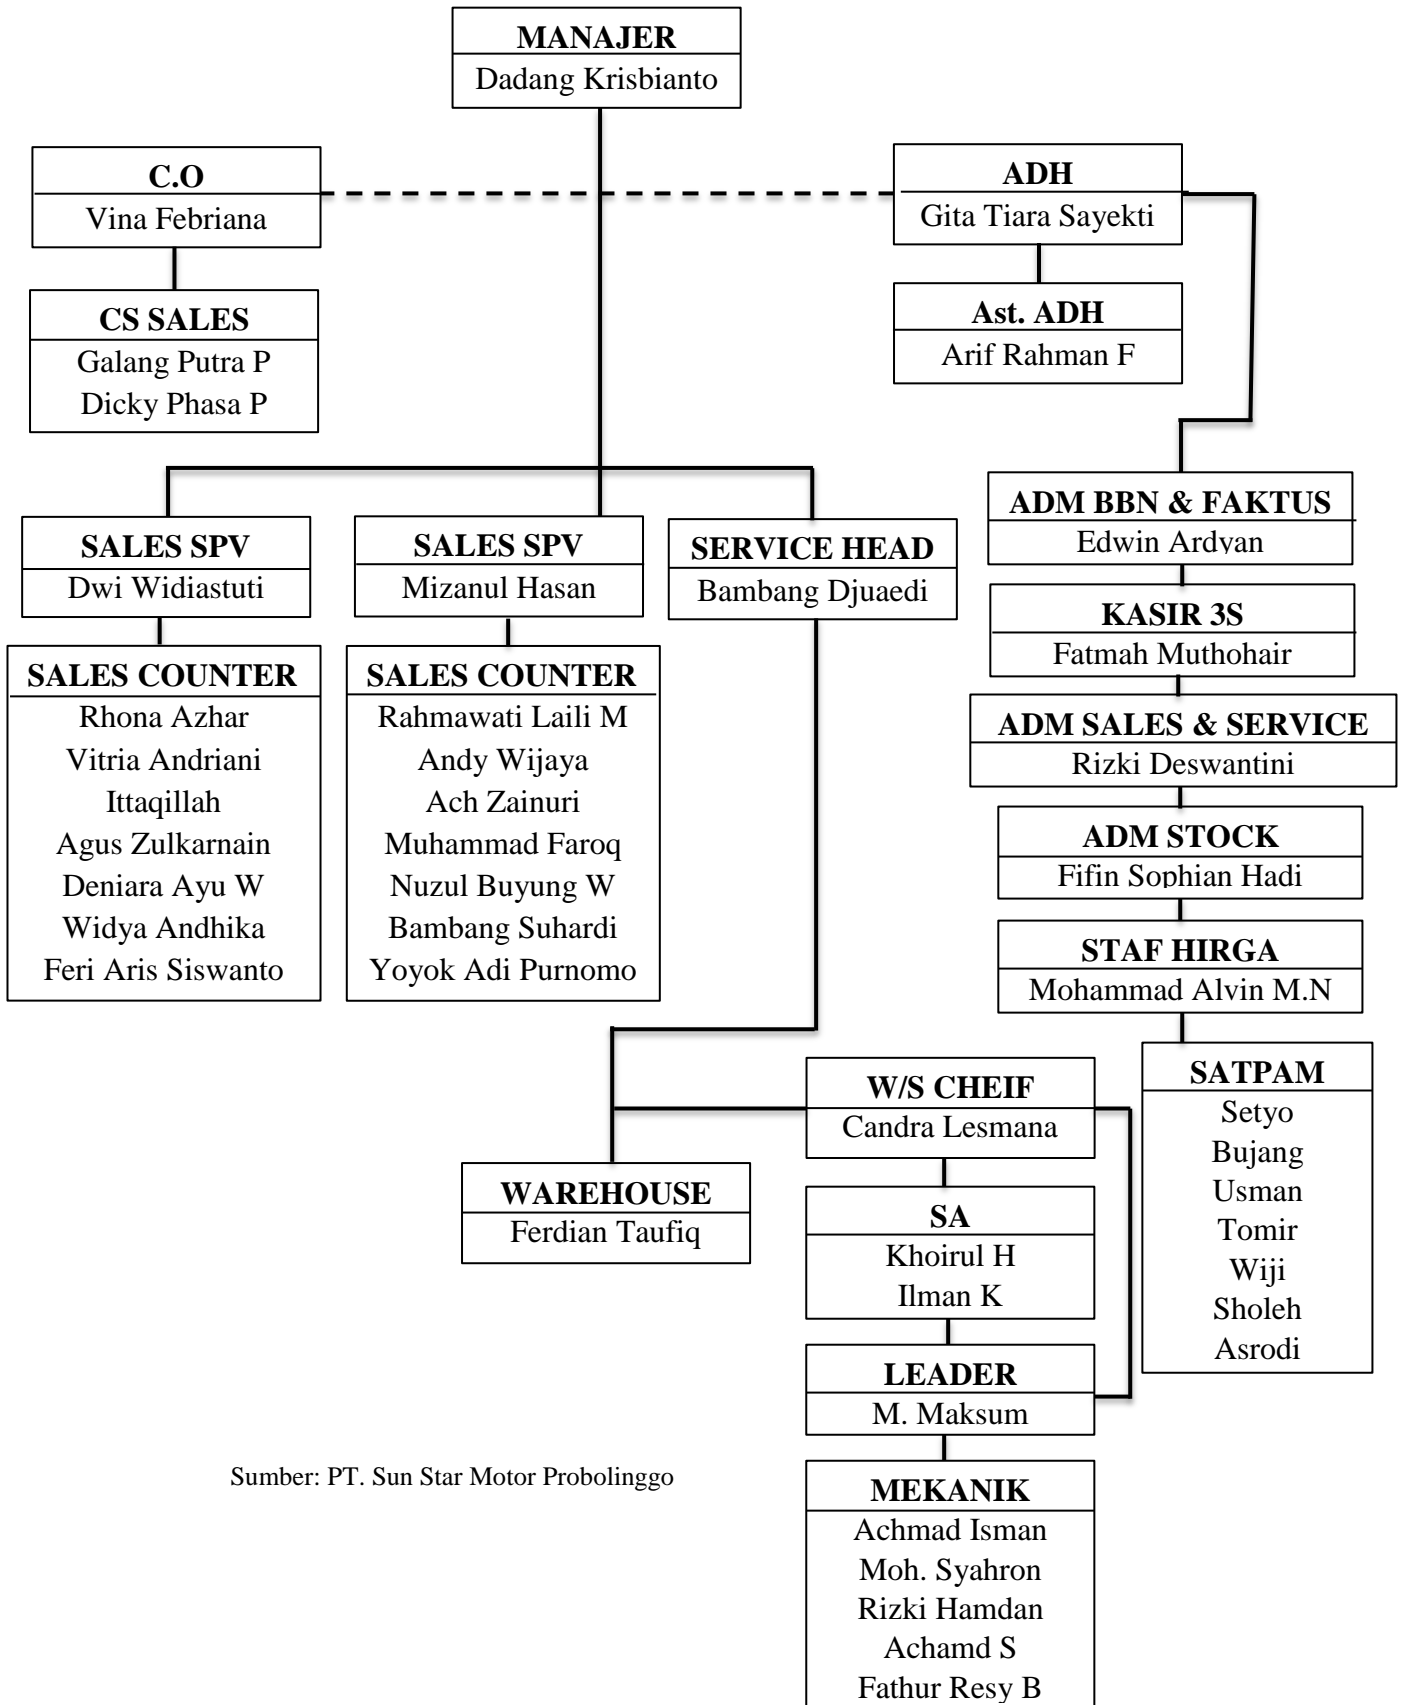 MANAJER
Dadang Krisbianto
C.O
Vina Febriana
ADH
Gita Tiara Sayekti
CS SALES
Galang Putra P
Dicky Phasa P
Ast. ADH
Arif Rahman F
SALES SPV
Dwi Widiastuti
SALES SPV
Mizanul Hasan
SERVICE HEAD
Bambang Djuaedi
ADM BBN & FAKTUS
Edwin Ardyan
KASIR 3S
Fatmah Muthohair
SALES COUNTER
Rhona Azhar
Vitria Andriani
Ittaqillah
Agus Zulkarnain
Deniara Ayu W
Widya Andhika
Feri Aris Siswanto
SALES COUNTER
Rahmawati Laili M
Andy Wijaya
Ach Zainuri
Muhammad Faroq
Nuzul Buyung W
Bambang Suhardi
Yoyok Adi Purnomo
ADM SALES & SERVICE
Rizki Deswantini
ADM STOCK
Fifin Sophian Hadi
STAF HIRGA
Mohammad Alvin M.N
SATPAM
Setyo
Bujang
Usman
Tomir
Wiji
Sholeh
Asrodi
W/S CHEIF
Candra Lesmana
WAREHOUSE
Ferdian Taufiq
SA
Khoirul H
Ilman K
LEADER
M. Maksum
MEKANIK
Achmad Isman
Moh. Syahron
Rizki Hamdan
Achamd S
Fathur Resy B
Sumber: PT. Sun Star Motor Probolinggo